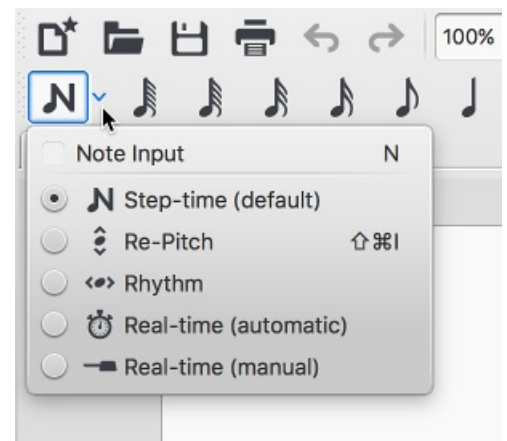 100%
Note Input N
Step-time (default)
Re-Pitch ⇧⌘I
Rhythm
Real-time (automatic)
Real-time (manual)